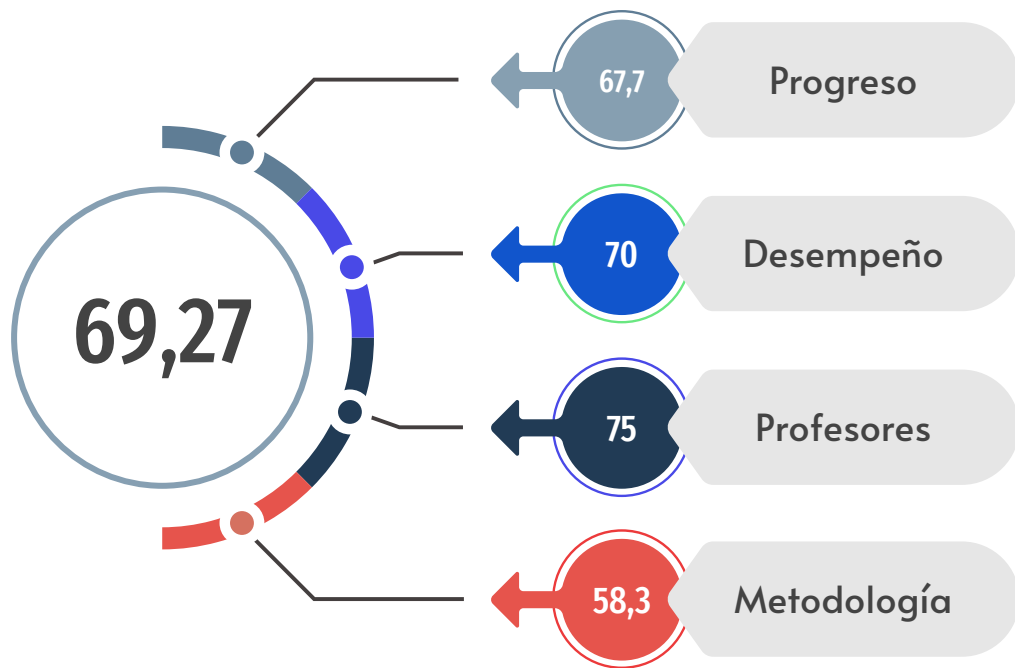 69,27
67,7
Progreso
70
Desempeño
75
Profesores
58,3
Metodología